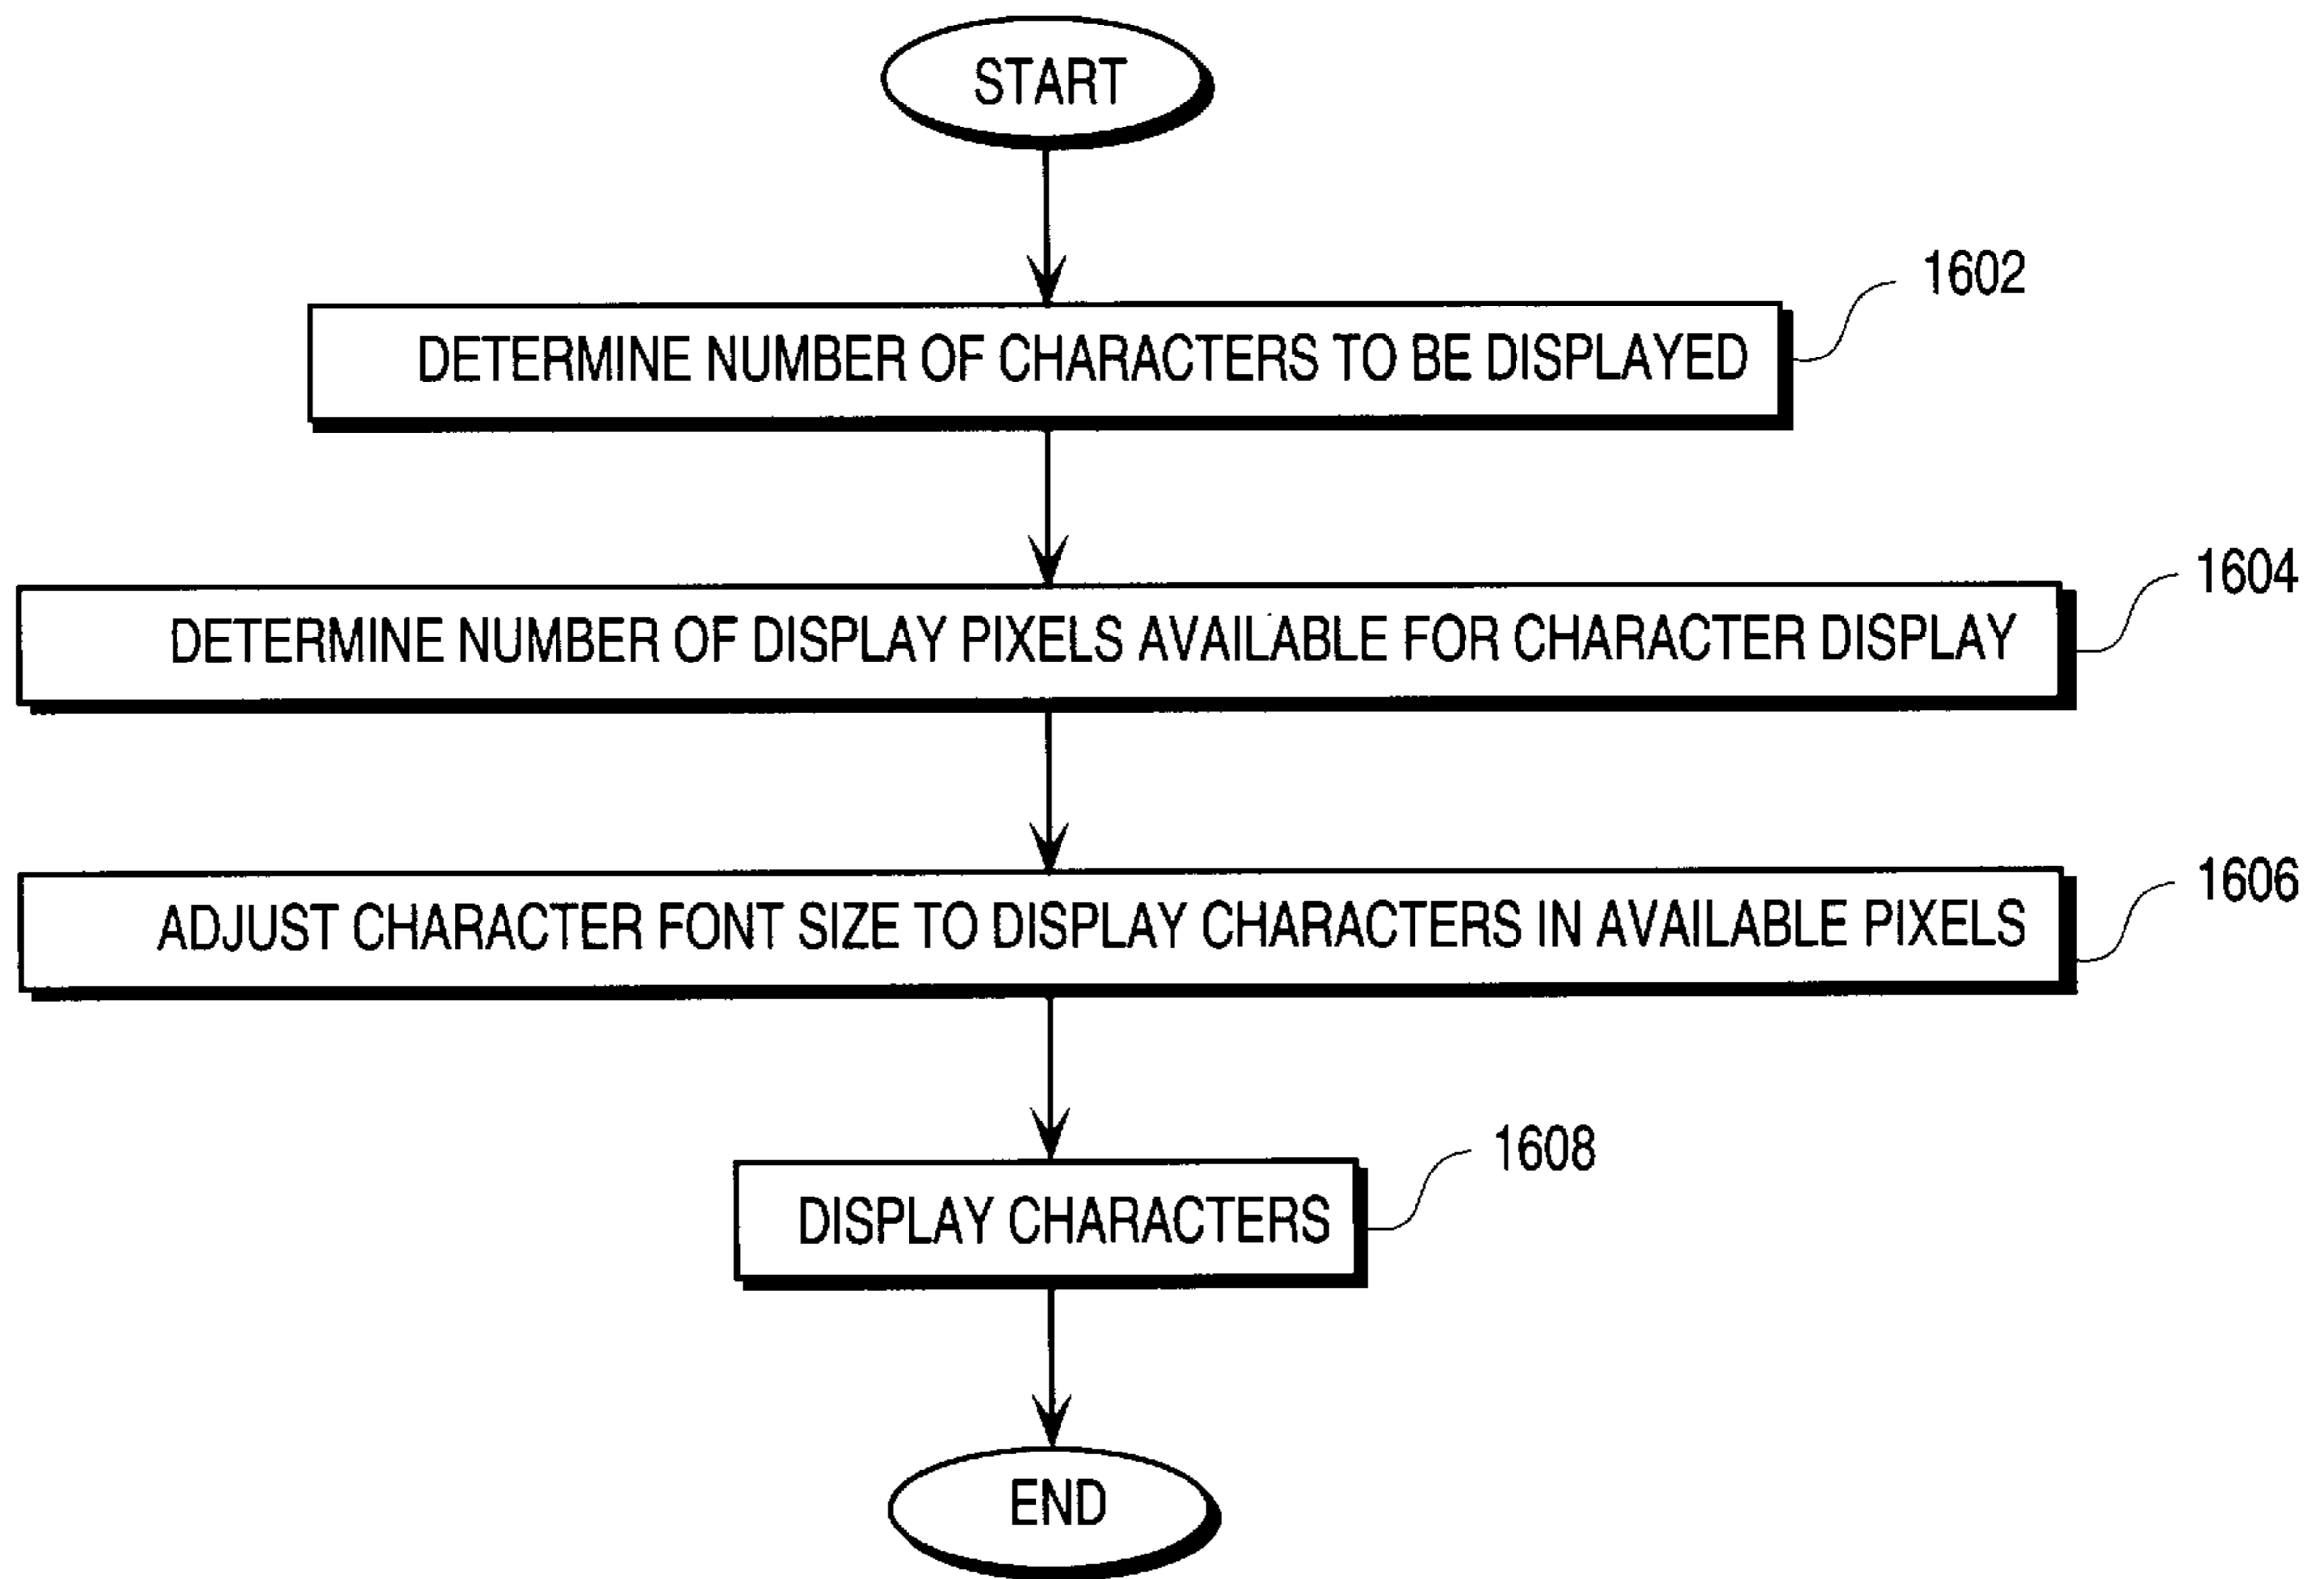 START
1602
DETERMINE NUMBER OF CHARACTERS TO BE DISPLAYED
1604
DETERMINE NUMBER OF DISPLAY PIXELS AVAILABLE FOR CHARACTER DISPLAY
1606
ADJUST CHARACTER FONT SIZE TO DISPLAY CHARACTERS IN AVAILABLE PIXELS
1608
DISPLAY CHARACTERS
END